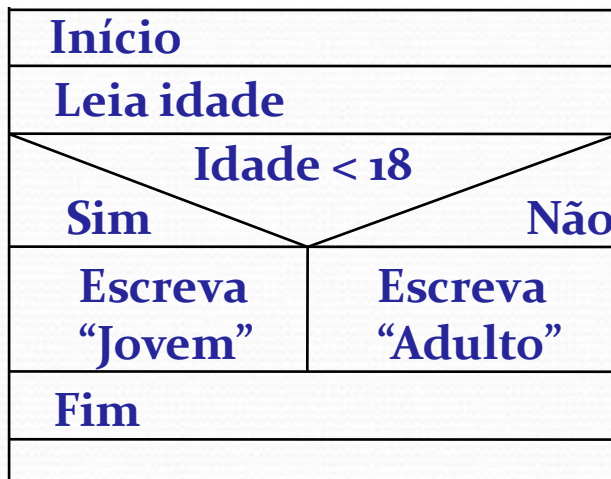 Início
Leia idade
Idade < 18
Sim
Não
Escreva
“Jovem”
Escreva
“Adulto”
Fim